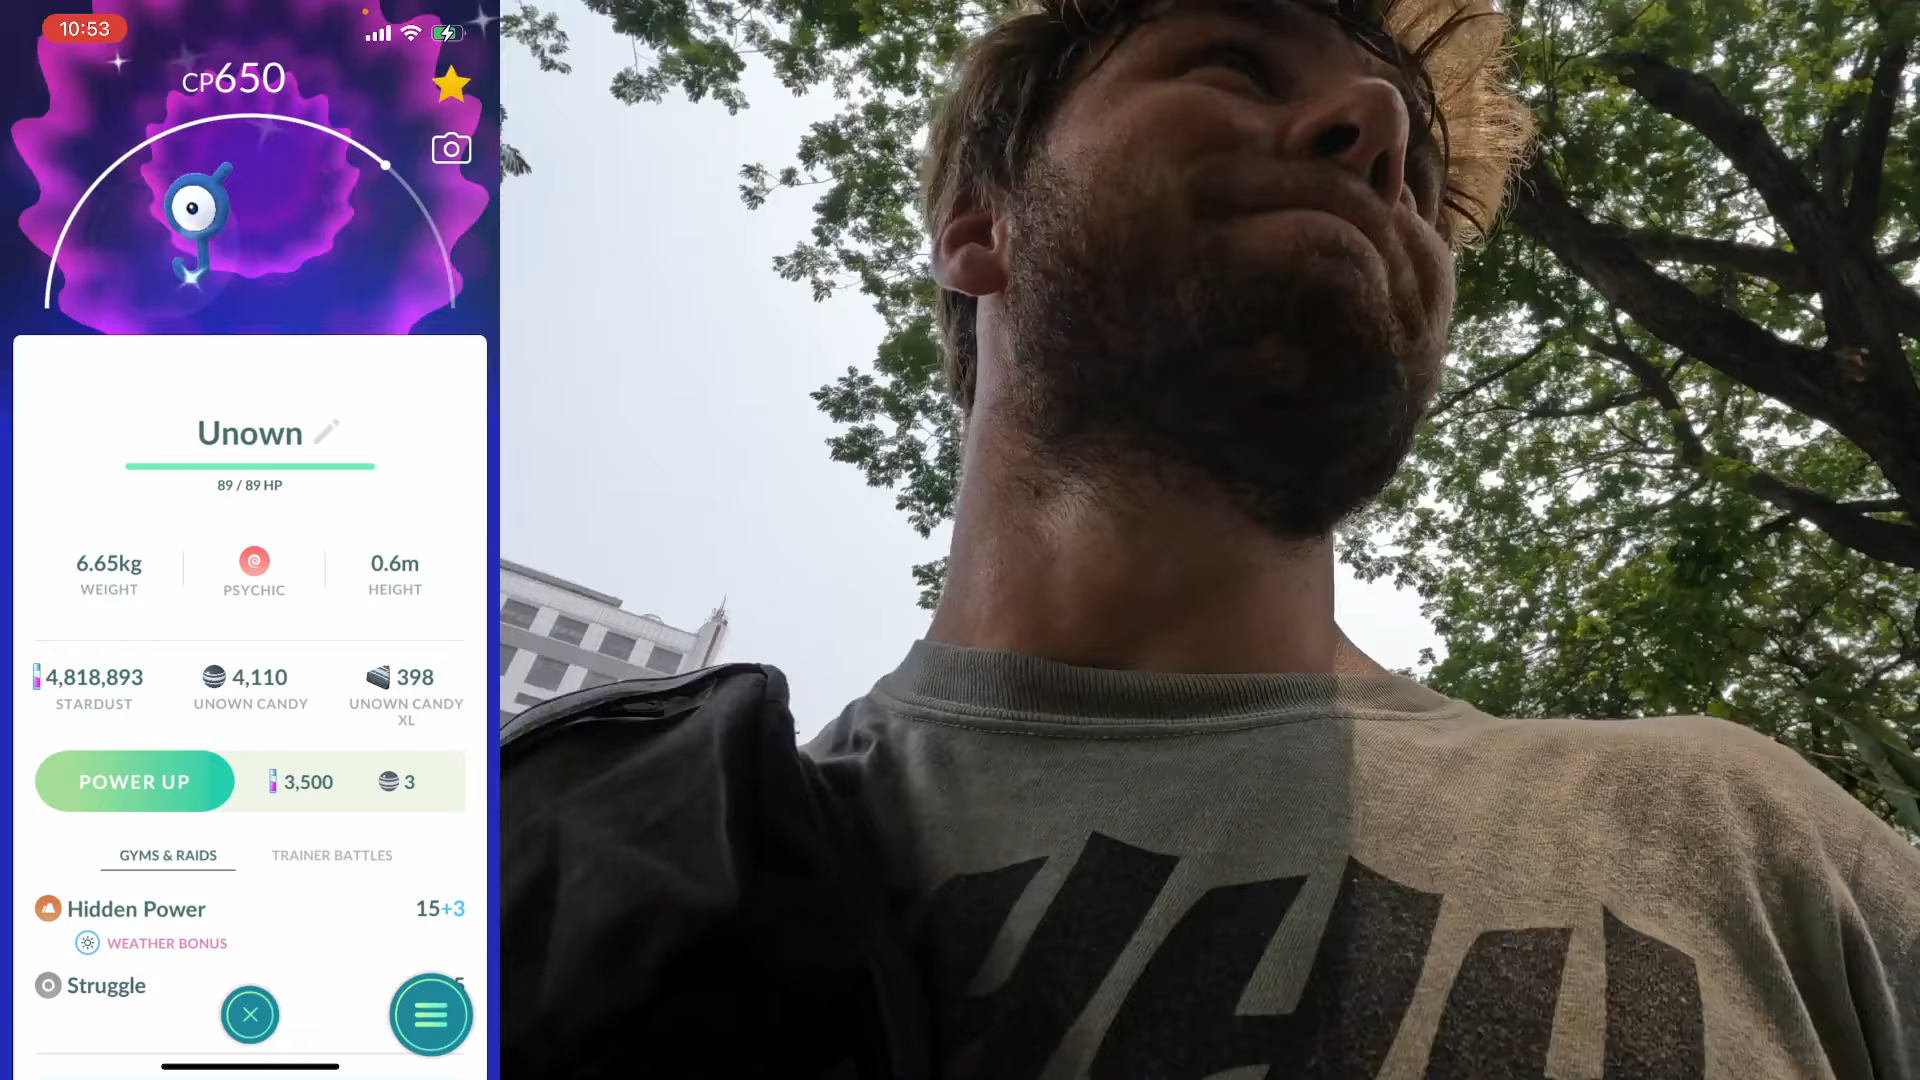 10:53
CP650
Unown
89 / 89 HP
6.65kg
WEIGHT
PSYCHIC
0.6m
HEIGHT
4,818,893
STARDUST
4,110
UNOWN CANDY
398
UNOWN CANDY
XL
POWER UP
3,500
3
GYMS & RAIDS
TRAINER BATTLES
Hidden Power
15+3
WEATHER BONUS
Struggle